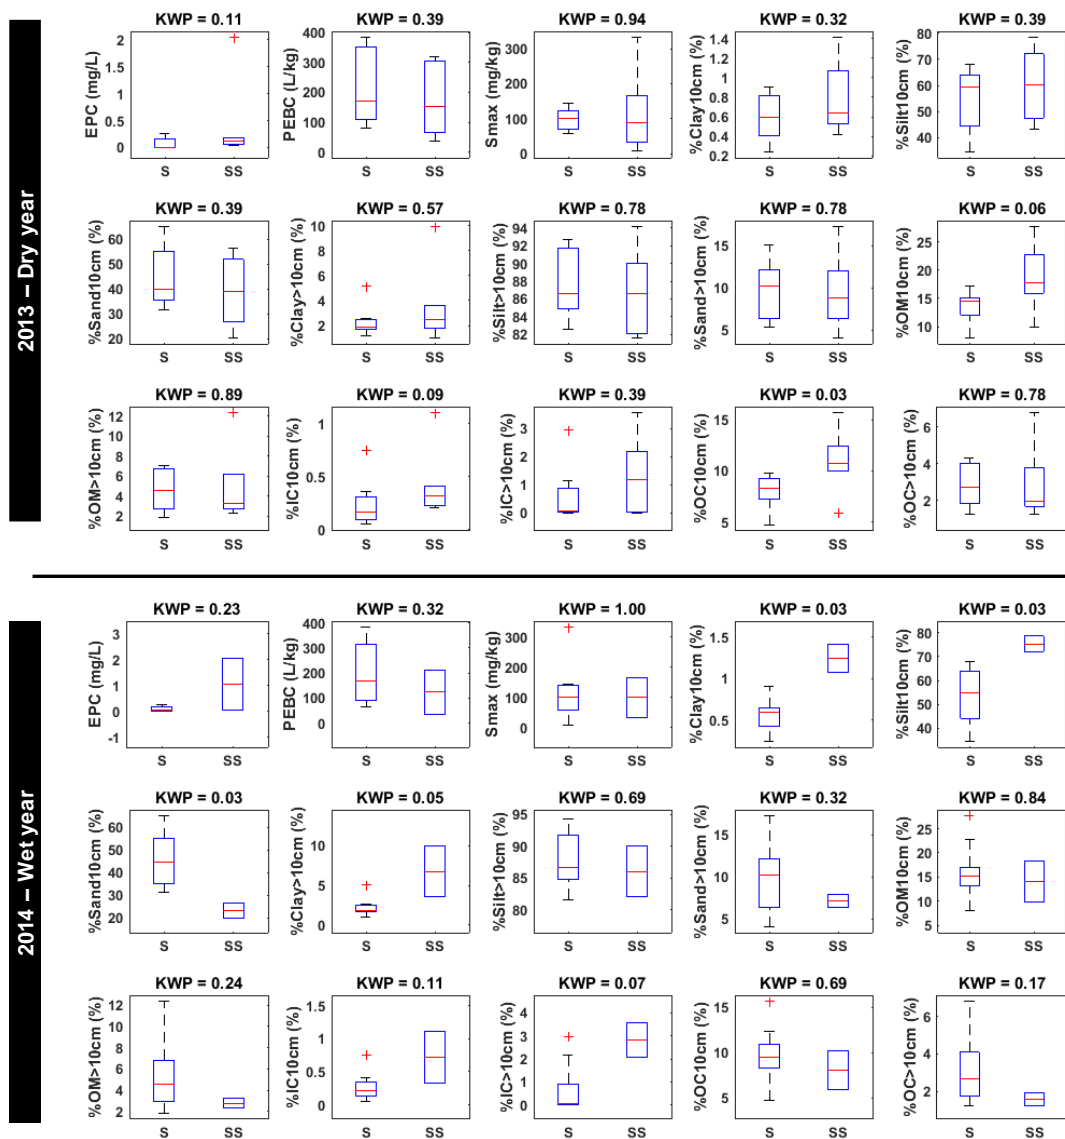 2013 – Dry year
KWP = 0.11
EPC (mg/L)
2
1
0.5
0
S SS
KWP = 0.39
PEBC (L/kg)
400
300
200
100
0
S SS
KWP = 0.94
Smax (mg/kg)
300
200
100
0
S SS
KWP = 0.32
%Clay10cm (%)
1.4
1.2
1
0.8
0.6
0.4
0.2
S SS
KWP = 0.39
%Silt10cm (%)
80
70
60
50
40
S SS
KWP = 0.39
%Sand10cm (%)
60
50
40
30
20
S SS
KWP = 0.57
%Clay>10cm (%)
10
8
6
4
2
S SS
KWP = 0.78
%Silt>10cm (%)
94
92
90
88
86
84
82
S SS
KWP = 0.78
%Sand>10cm (%)
15
10
5
S SS
KWP = 0.06
%OM10cm (%)
25
20
15
10
S SS
KWP = 0.89
%OM>10cm (%)
12
10
8
6
4
2
S SS
KWP = 0.09
%IC10cm (%)
1
0.5
0
S SS
KWP = 0.39
%IC>10cm (%)
3
2
1
0
S SS
KWP = 0.03
%OC10cm (%)
15
10
5
S SS
KWP = 0.78
%OC>10cm (%)
6
4
2
S SS
2014 – Wet year
KWP = 0.23
EPC (mg/L)
3
2
1
0
-1
S SS
KWP = 0.32
PEBC (L/kg)
400
300
200
100
0
S SS
KWP = 1.00
Smax (mg/kg)
300
200
100
0
S SS
KWP = 0.03
%Clay10cm (%)
1.5
1
0.5
S SS
KWP = 0.03
%Silt10cm (%)
80
70
60
50
40
S SS
KWP = 0.03
%Sand10cm (%)
60
50
40
30
20
S SS
KWP = 0.05
%Clay>10cm (%)
10
5
0
S SS
KWP = 0.69
%Silt>10cm (%)
95
90
85
80
S SS
KWP = 0.32
%Sand>10cm (%)
15
10
5
S SS
KWP = 0.84
%OM10cm (%)
25
20
15
10
5
S SS
KWP = 0.24
%OM>10cm (%)
12
10
8
6
4
2
S SS
KWP = 0.11
%IC10cm (%)
1.5
1
0.5
0
S SS
KWP = 0.07
%IC>10cm (%)
4
3
2
1
0
S SS
KWP = 0.69
%OC10cm (%)
15
10
5
S SS
KWP = 0.17
%OC>10cm (%)
6
4
2
S SS